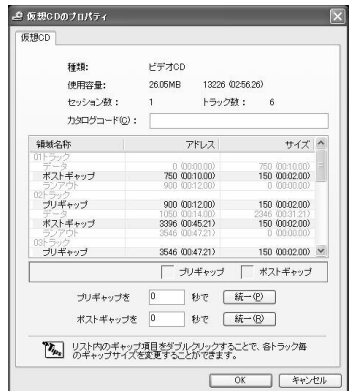 仮想CDのプロパティ
仮想CD
種類: ビデオCD
使用容量: 26.05MB 13226 (02:56.26)
セッション数: 1 トラック数: 6
カタログコード(C):
領域名称 アドレス サイズ
01トラック
データ 0 (00:00.00) 750 (00:10.00)
ポストギャップ 750 (00:10.00) 150 (00:02.00)
ランアウト 900 (00:12.00) 0 (00:00.00)
02トラック
プリギャップ 900 (00:12.00) 150 (00:02.00)
データ 1050 (00:14.00) 2346 (00:31.21)
ポストギャップ 3396 (00:45.21) 150 (00:02.00)
ランアウト 3546 (00:47.21) 0 (00:00.00)
03トラック
プリギャップ 3546 (00:47.21) 150 (00:02.00)
プリギャップ ポストギャップ
プリギャップを 0 秒で 統一(P)
ポストギャップを 0 秒で 統一(R)
リスト内のギャップ項目をダブルクリックすることで、各トラック毎
のギャップサイズを変更することができます。
OK キャンセル